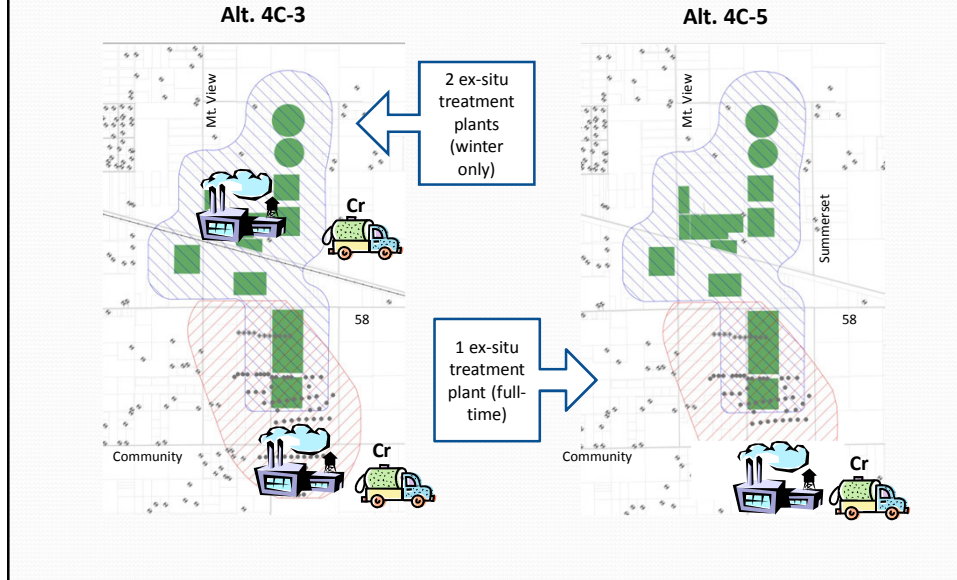 Alt. 4C-3
Alt. 4C-5
Mt. View
2 ex-situ
treatment
plants
(winter
only)
Mt. View
Cr
Summerset
58
58
1 ex-situ
treatment
plant (full-
time)
Community
Cr
Community
Cr